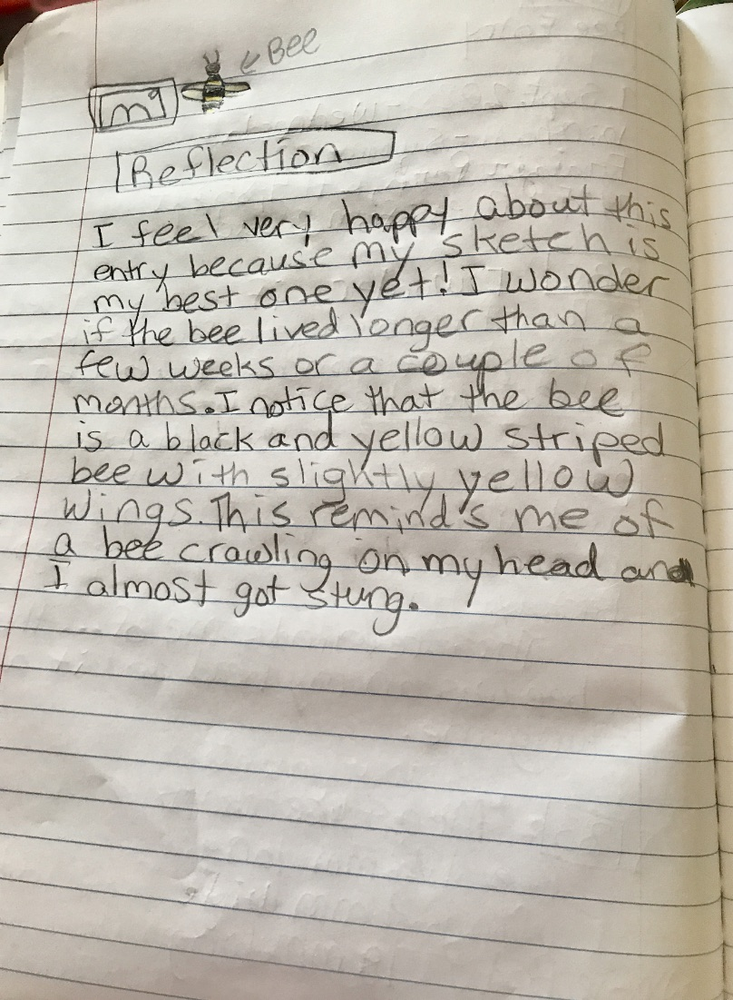 Bee
Reflection
I feel very happy about this
entry because my sketch is
my best one yet! I wonder
if the bee lived longer than a
few weeks or a couple of
months. I notice that the bee
is a black and yellow striped
bee with slightly yellow
wings. This reminds me of
a bee crawling on my head and
I almost got stung.